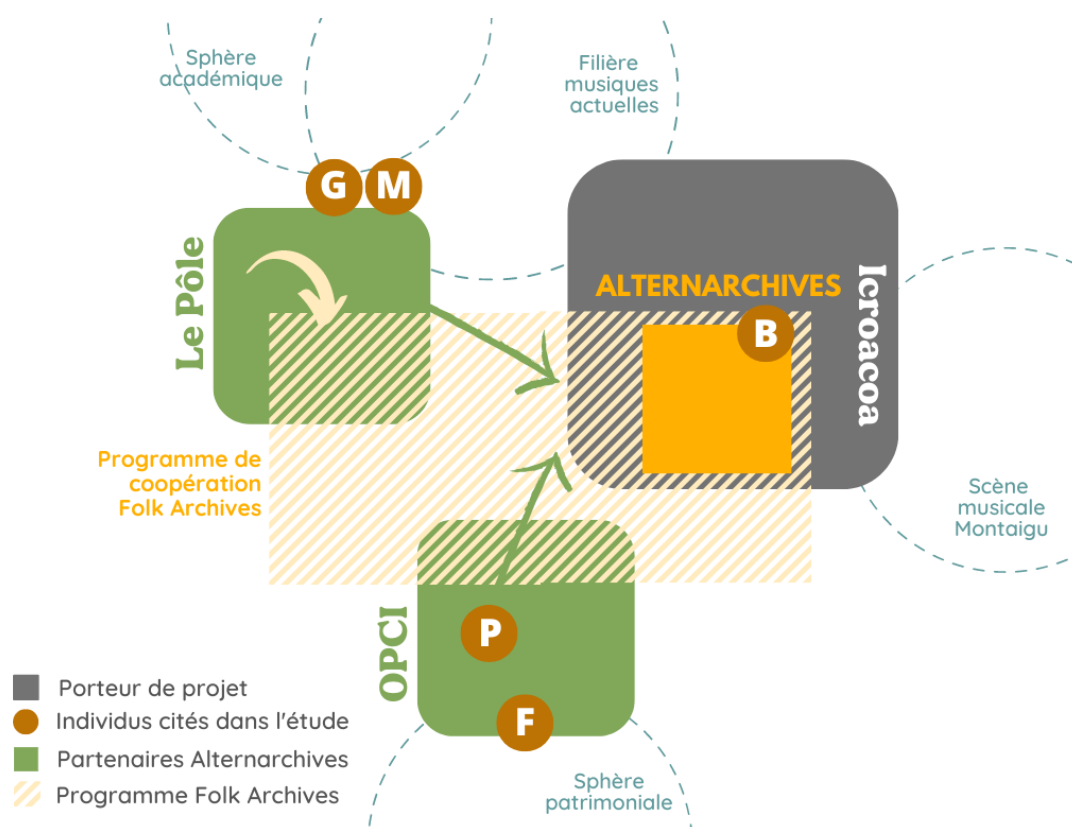 Sphère
académique
Filière
musiques
actuelles
G
M
Le Pôle
ALTERNARCHIVES
Icroacoa
B
Programme de
coopération
Folk Archives
Scène
musicale
Montaigu
OPCI
P
F
Porteur de projet
Individus cités dans l'étude
Partenaires Alternarchives
Programme Folk Archives
Sphère
patrimoniale